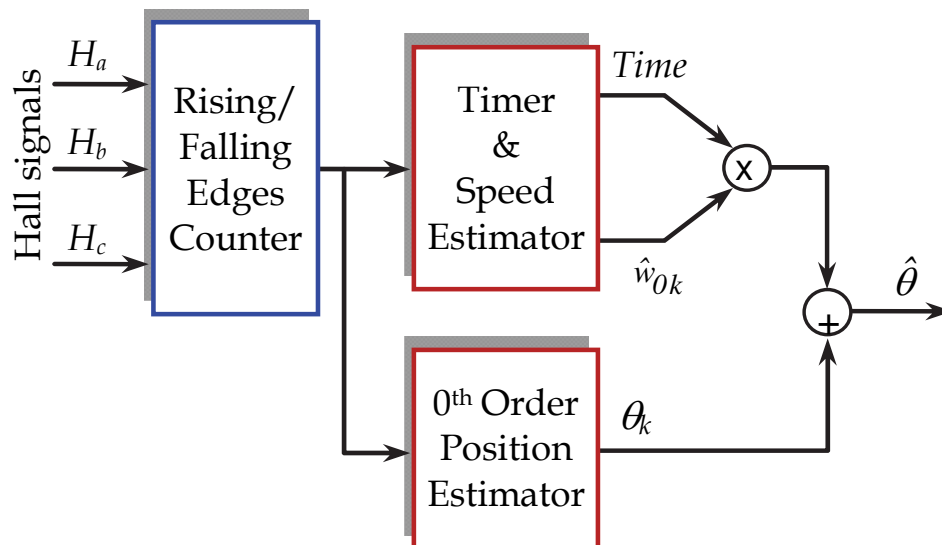 Hall signals
H_a
H_b
H_c
Rising/
Falling
Edges
Counter
Timer
&
Speed
Estimator
Time
ŵ_0k
x
+
θ̂
0th Order
Position
Estimator
θ_k